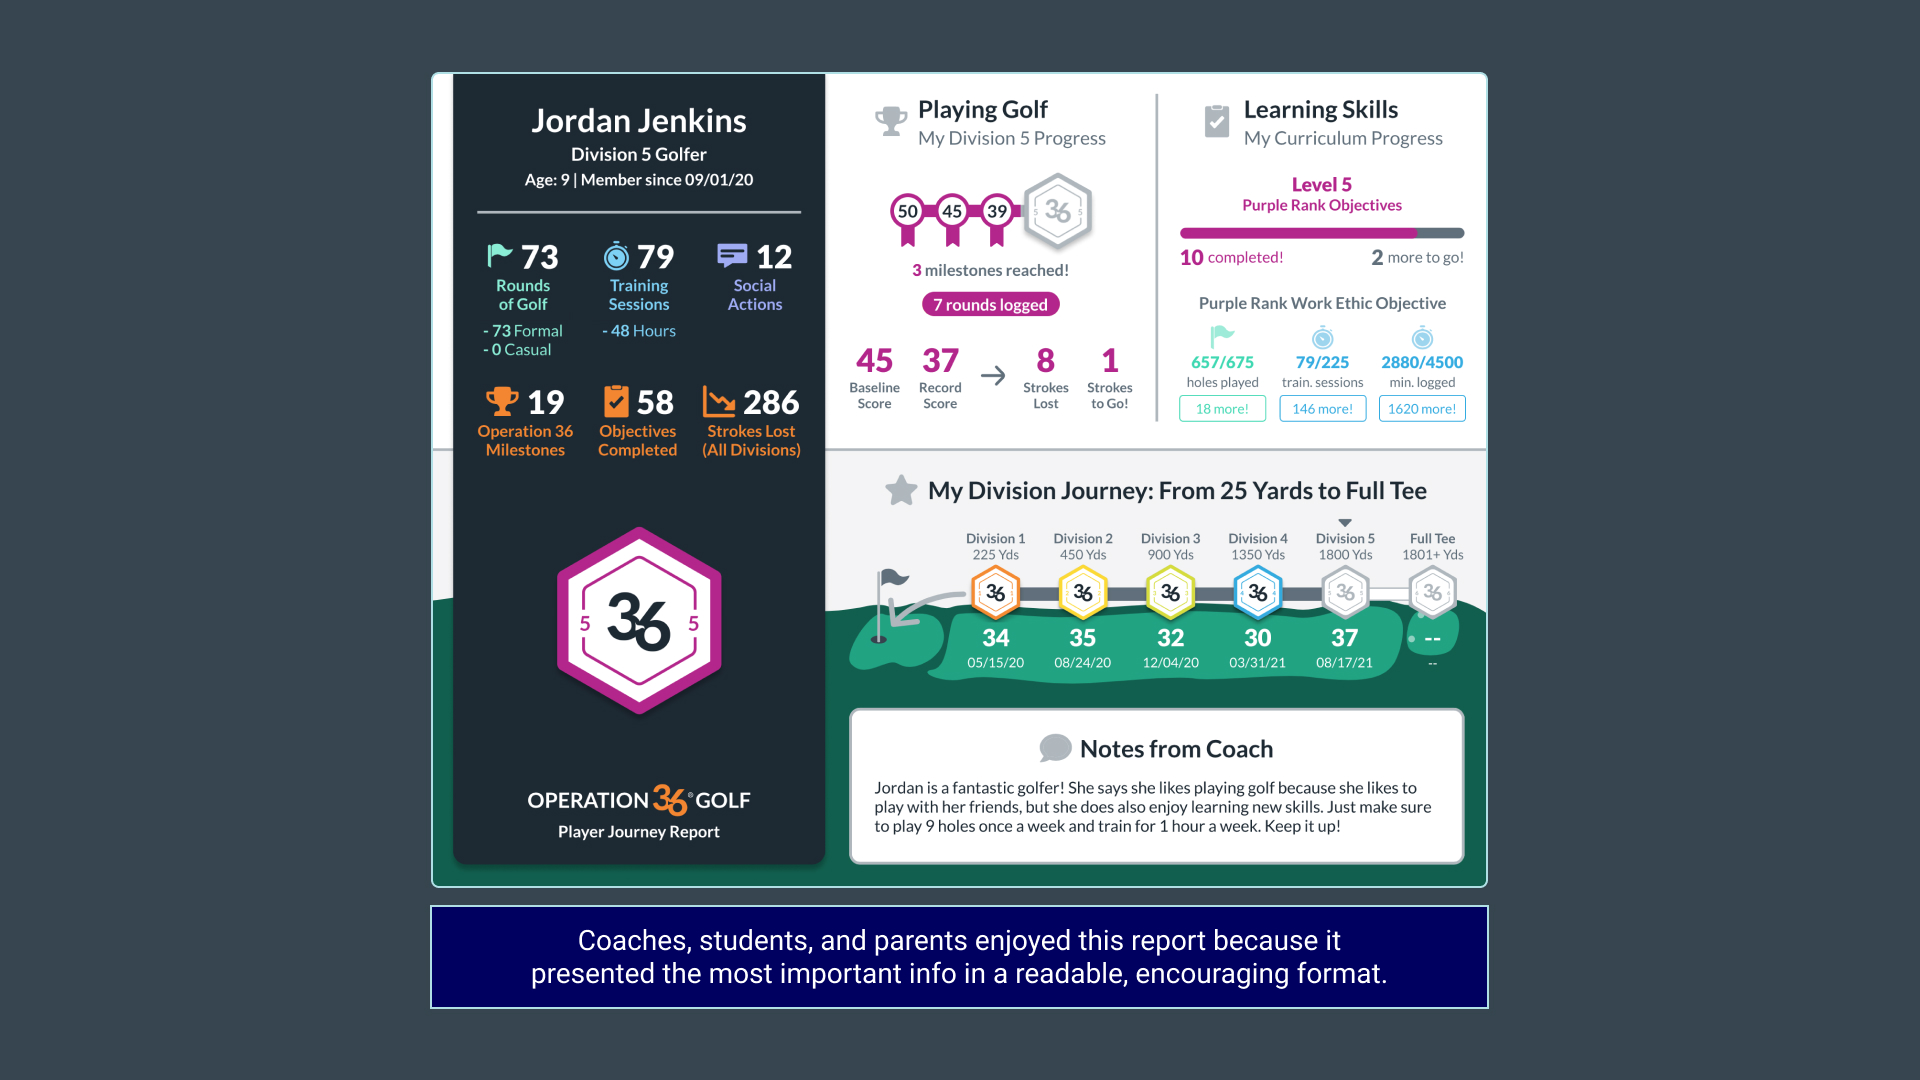 Jordan Jenkins
Division 5 Golfer
Age: 9 | Member since 09/01/20
73
Rounds
of Golf
- 73 Formal
- 0 Casual
79
Training
Sessions
- 48 Hours
12
Social
Actions
19
Operation 36
Milestones
58
Objectives
Completed
286
Strokes Lost
(All Divisions)
5 36 5
OPERATION 36® GOLF
Player Journey Report
Playing Golf
My Division 5 Progress
50 45 39 5 36 5
3 milestones reached!
7 rounds logged
45
Baseline
Score
37
Record
Score
8
Strokes
Lost
1
Strokes
to Go!
Learning Skills
My Curriculum Progress
Level 5
Purple Rank Objectives
10 completed!
2 more to go!
Purple Rank Work Ethic Objective
657/675
holes played
18 more!
79/225
train. sessions
146 more!
2880/4500
min. logged
1620 more!
My Division Journey: From 25 Yards to Full Tee
Division 1
225 Yds
36
34
05/15/20
Division 2
450 Yds
36
35
08/24/20
Division 3
900 Yds
36
32
12/04/20
Division 4
1350 Yds
36
30
03/31/21
Division 5
1800 Yds
36
37
08/17/21
Full Tee
1801+ Yds
36
--
--
Notes from Coach
Jordan is a fantastic golfer! She says she likes playing golf because she likes to
play with her friends, but she does also enjoy learning new skills. Just make sure
to play 9 holes once a week and train for 1 hour a week. Keep it up!
Coaches, students, and parents enjoyed this report because it
presented the most important info in a readable, encouraging format.